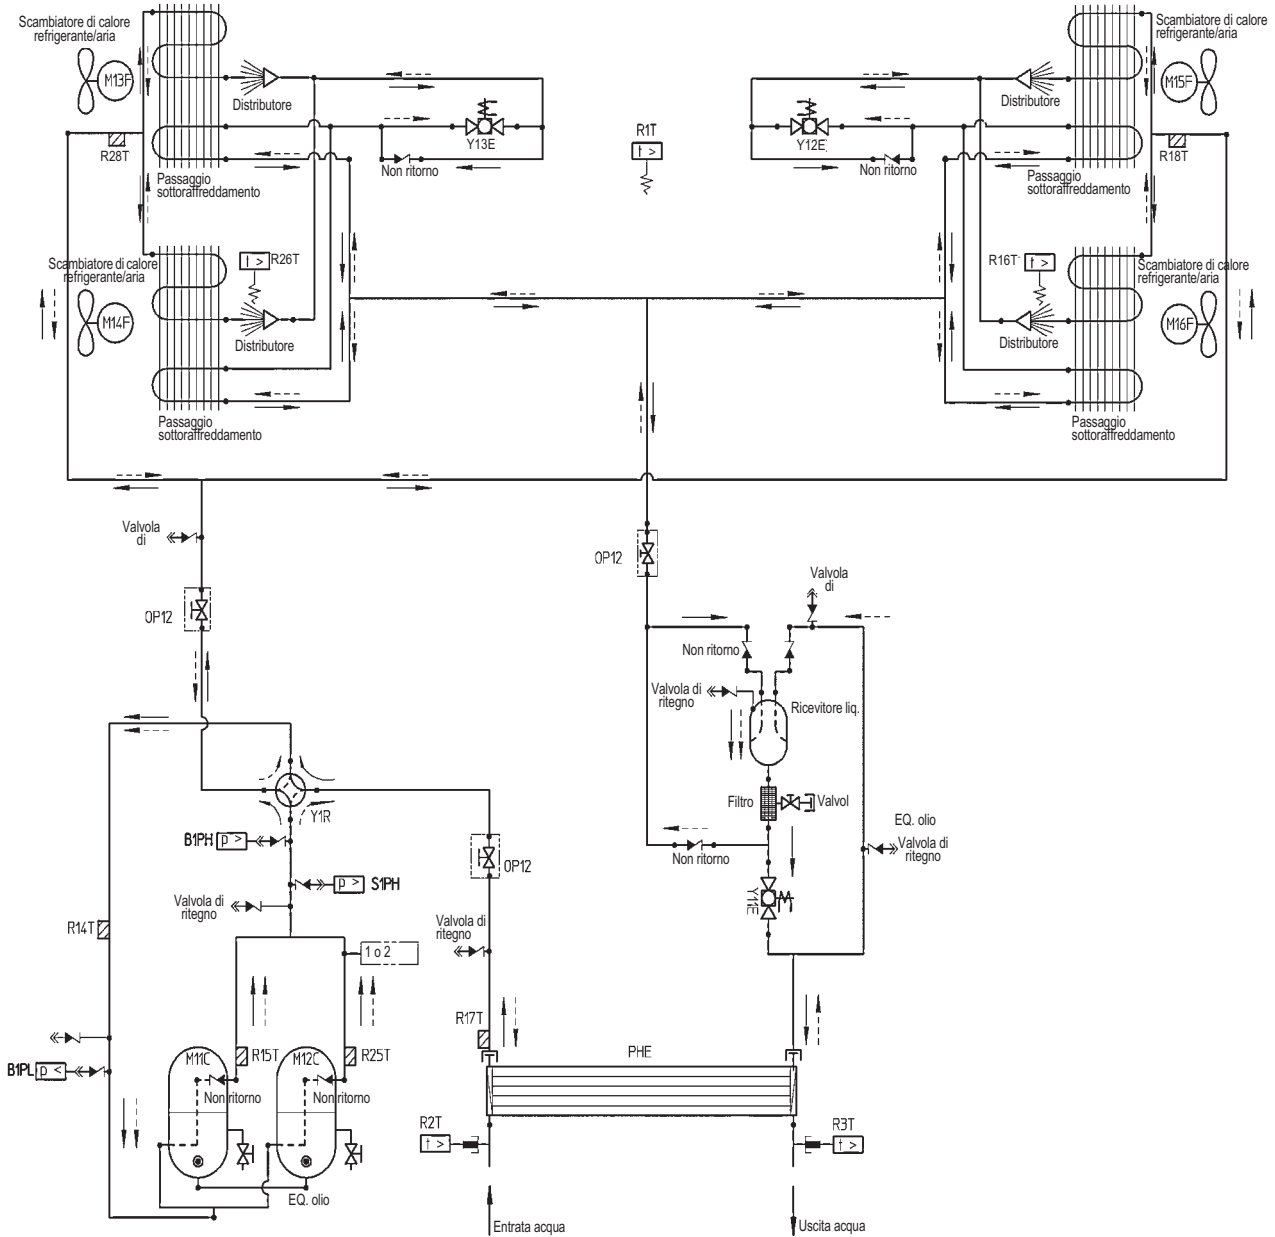 Scambiatore di calore
refrigerante/aria
M13F
Distributore
R28T
Passaggio
sottoraffreddamento
Y13E
Non ritorno
R1T
t >
Y12E
Non ritorno
Distributore
Scambiatore di calore
refrigerante/aria
M15F
R18T
Passaggio
sottoraffreddamento
Scambiatore di calore
refrigerante/aria
t >
R26T
M14F
Distributore
Passaggio
sottoraffreddamento
R16T
t >
Scambiatore di calore
refrigerante/aria
M16F
Distributore
Passaggio
sottoraffreddamento
Valvola
di
OP12
OP12
Valvola
di
Non ritorno
Valvola di
ritegno
Ricevitore liq.
Filtro
Valvol
Y1R
B1PH
p >
OP12
Non ritorno
EQ. olio
Valvola di
ritegno
p >
S1PH
Y11E
Valvola di
ritegno
R14T
1 o 2
Valvola di
ritegno
R17T
PHE
M11C
R15T
M12C
R25T
B1PL
p <
Non ritorno
Non ritorno
R2T
t >
R3T
t >
EQ. olio
Entrata acqua
Uscita acqua